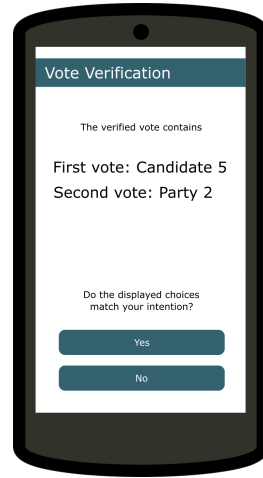 Vote Verification
The verified vote contains
First vote: Candidate 5
Second vote: Party 2
Do the displayed choices
match your intention?
Yes
No